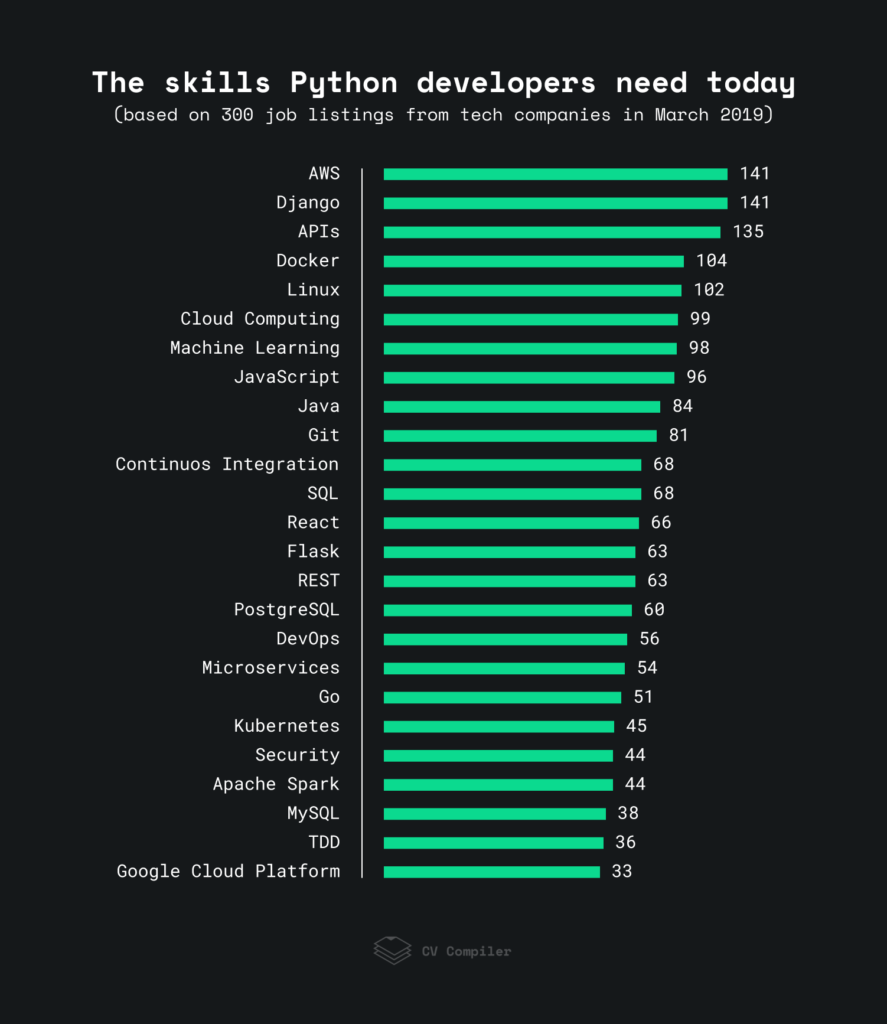 The skills Python developers need today
(based on 300 job listings from tech companies in March 2019)
AWS 141
Django 141
APIs 135
Docker 104
Linux 102
Cloud Computing 99
Machine Learning 98
JavaScript 96
Java 84
Git 81
Continuos Integration 68
SQL 68
React 66
Flask 63
REST 63
PostgreSQL 60
DevOps 56
Microservices 54
Go 51
Kubernetes 45
Security 44
Apache Spark 44
MySQL 38
TDD 36
Google Cloud Platform 33
CV Compiler